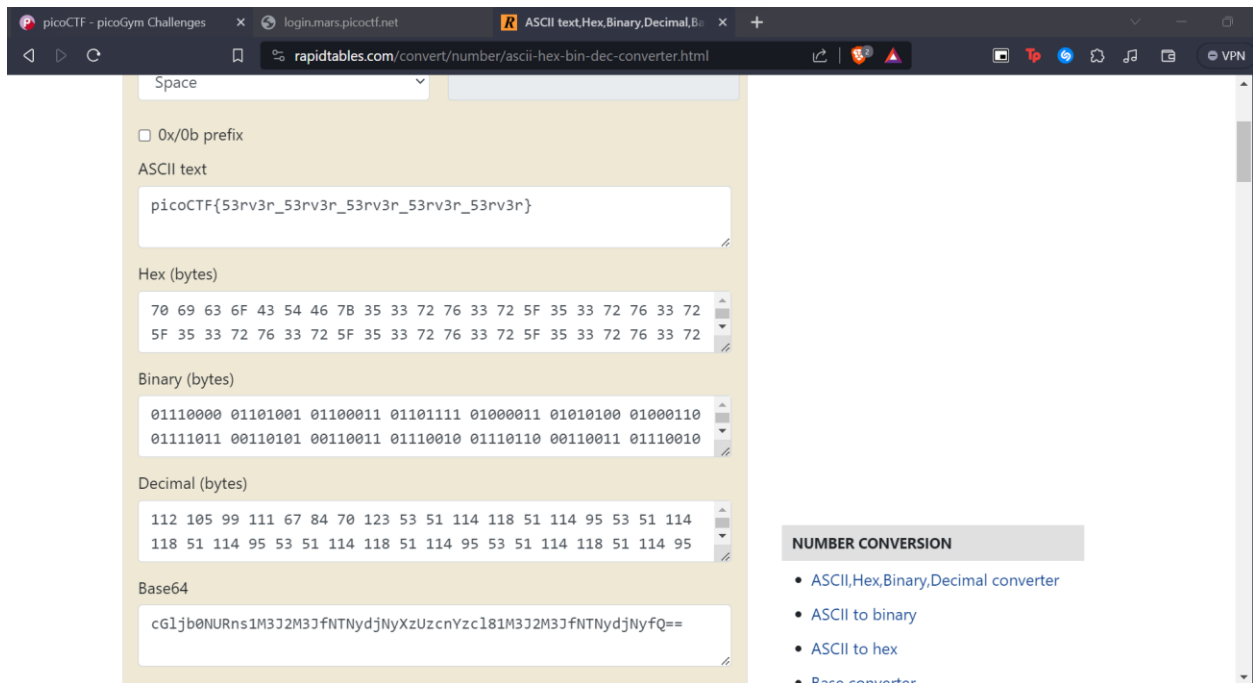 picoCTF - picoGym Challenges
login.mars.picoctf.net
R ASCII text,Hex,Binary,Decimal,Ba
rapidtables.com/convert/number/ascii-hex-bin-dec-converter.html
2
Tp
VPN
Space
0x/0b prefix
ASCII text
picoCTF{53rv3r_53rv3r_53rv3r_53rv3r_53rv3r}
Hex (bytes)
70 69 63 6F 43 54 46 7B 35 33 72 76 33 72 5F 35 33 72 76 33 72
5F 35 33 72 76 33 72 5F 35 33 72 76 33 72 5F 35 33 72 76 33 72
Binary (bytes)
01110000 01101001 01100011 01101111 01000011 01010100 01000110
01111011 00110101 00110011 01110010 01110110 00110011 01110010
Decimal (bytes)
112 105 99 111 67 84 70 123 53 51 114 118 51 114 95 53 51 114
118 51 114 95 53 51 114 118 51 114 95 53 51 114 118 51 114 95
Base64
cGljb0NURns1M3J2M3JfNTNydjNyXzUzcnYzcl81M3J2M3JfNTNydjNyfQ==
NUMBER CONVERSION
ASCII,Hex,Binary,Decimal converter
ASCII to binary
ASCII to hex
Base converter